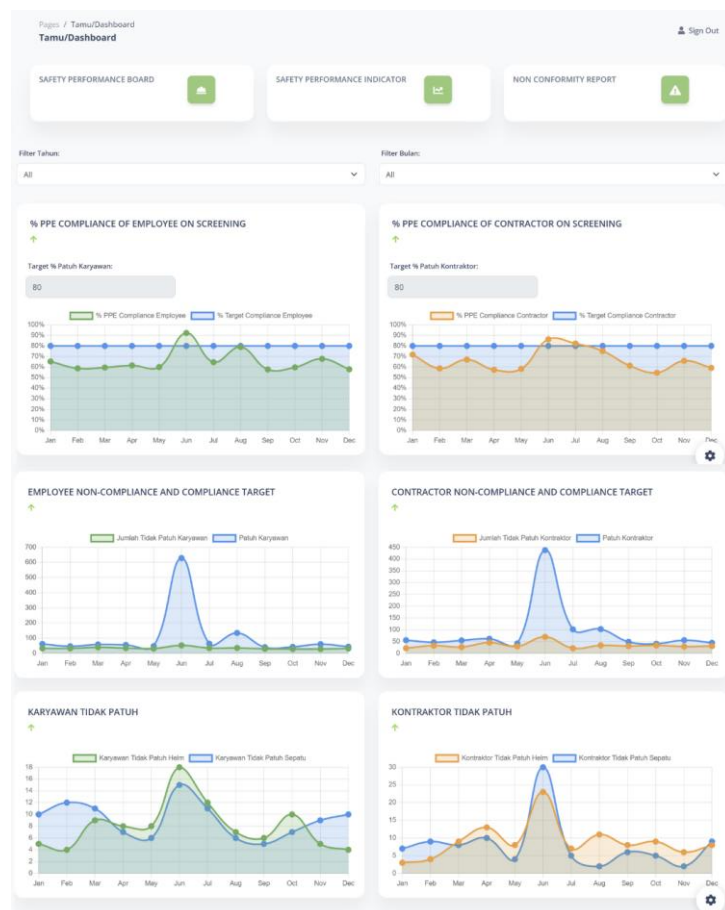 Pages / Tamu/Dashboard
Tamu/Dashboard
Sign Out
SAFETY PERFORMANCE BOARD
SAFETY PERFORMANCE INDICATOR
NON CONFORMITY REPORT
Filter Tahun:
All
Filter Bulan:
All
% PPE COMPLIANCE OF EMPLOYEE ON SCREENING
Target % Patuh Karyawan:
80
% PPE Compliance Employee % Target Compliance Employee
100%
90%
80%
70%
60%
50%
40%
30%
20%
10%
0%
Jan Feb Mar Apr May Jun Jul Aug Sep Oct Nov Dec
% PPE COMPLIANCE OF CONTRACTOR ON SCREENING
Target % Patuh Kontraktor:
80
% PPE Compliance Contractor % Target Compliance Contractor
100%
90%
80%
70%
60%
50%
40%
30%
20%
10%
0%
Jan Feb Mar Apr May Jun Jul Aug Sep Oct Nov Dec
EMPLOYEE NON-COMPLIANCE AND COMPLIANCE TARGET
Jumlah Tidak Patuh Karyawan Patuh Karyawan
700
600
500
400
300
200
100
0
Jan Feb Mar Apr May Jun Jul Aug Sep Oct Nov Dec
CONTRACTOR NON-COMPLIANCE AND COMPLIANCE TARGET
Jumlah Tidak Patuh Kontraktor Patuh Kontraktor
450
400
350
300
250
200
150
100
50
0
Jan Feb Mar Apr May Jun Jul Aug Sep Oct Nov Dec
KARYAWAN TIDAK PATUH
Karyawan Tidak Patuh Helm Karyawan Tidak Patuh Sepatu
18
16
14
12
10
8
6
4
2
0
Jan Feb Mar Apr May Jun Jul Aug Sep Oct Nov Dec
KONTRAKTOR TIDAK PATUH
Kontraktor Tidak Patuh Helm Kontraktor Tidak Patuh Sepatu
30
25
20
15
10
5
0
Jan Feb Mar Apr May Jun Jul Aug Sep Oct Nov Dec